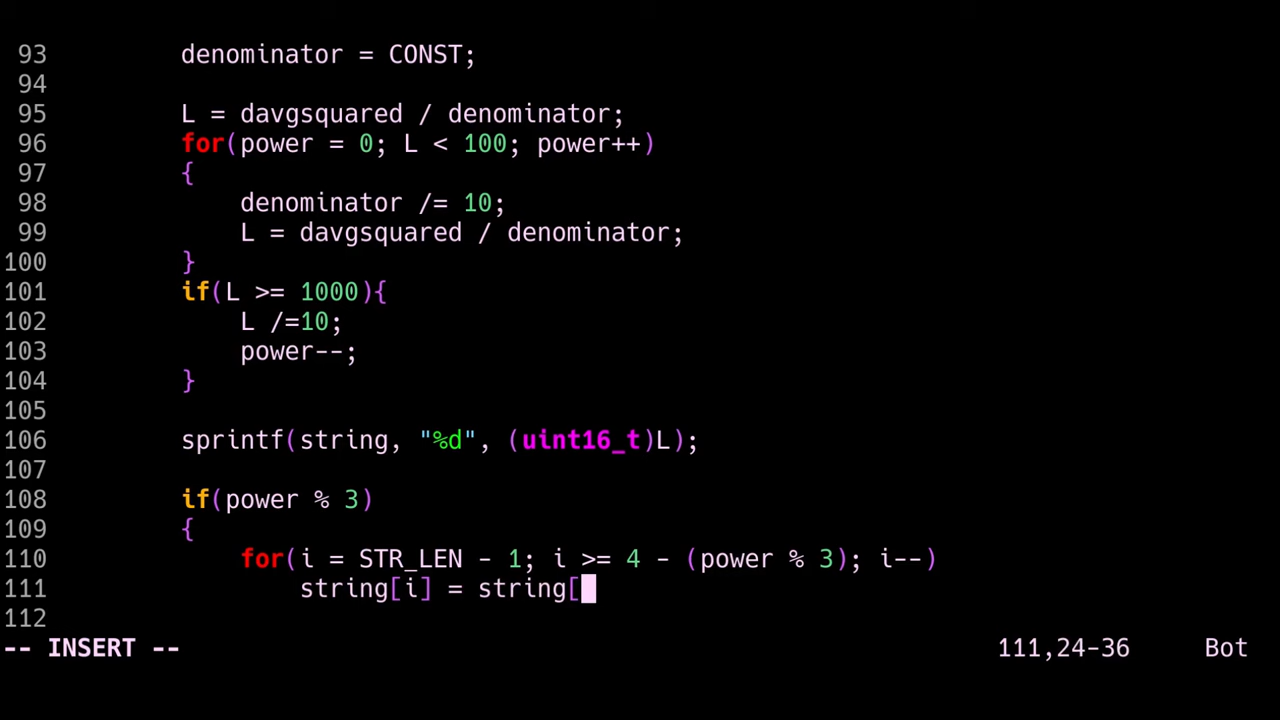 93 denominator = CONST;
94
95 L = davgsquared / denominator;
96 for(power = 0; L < 100; power++)
97 {
98 denominator /= 10;
99 L = davgsquared / denominator;
100 }
101 if(L >= 1000){
102 L /=10;
103 power--;
104 }
105
106 sprintf(string, "%d", (uint16_t)L);
107
108 if(power % 3)
109 {
110 for(i = STR_LEN - 1; i >= 4 - (power % 3); i--)
111 string[i] = string[
112
-- INSERT -- 111,24-36 Bot